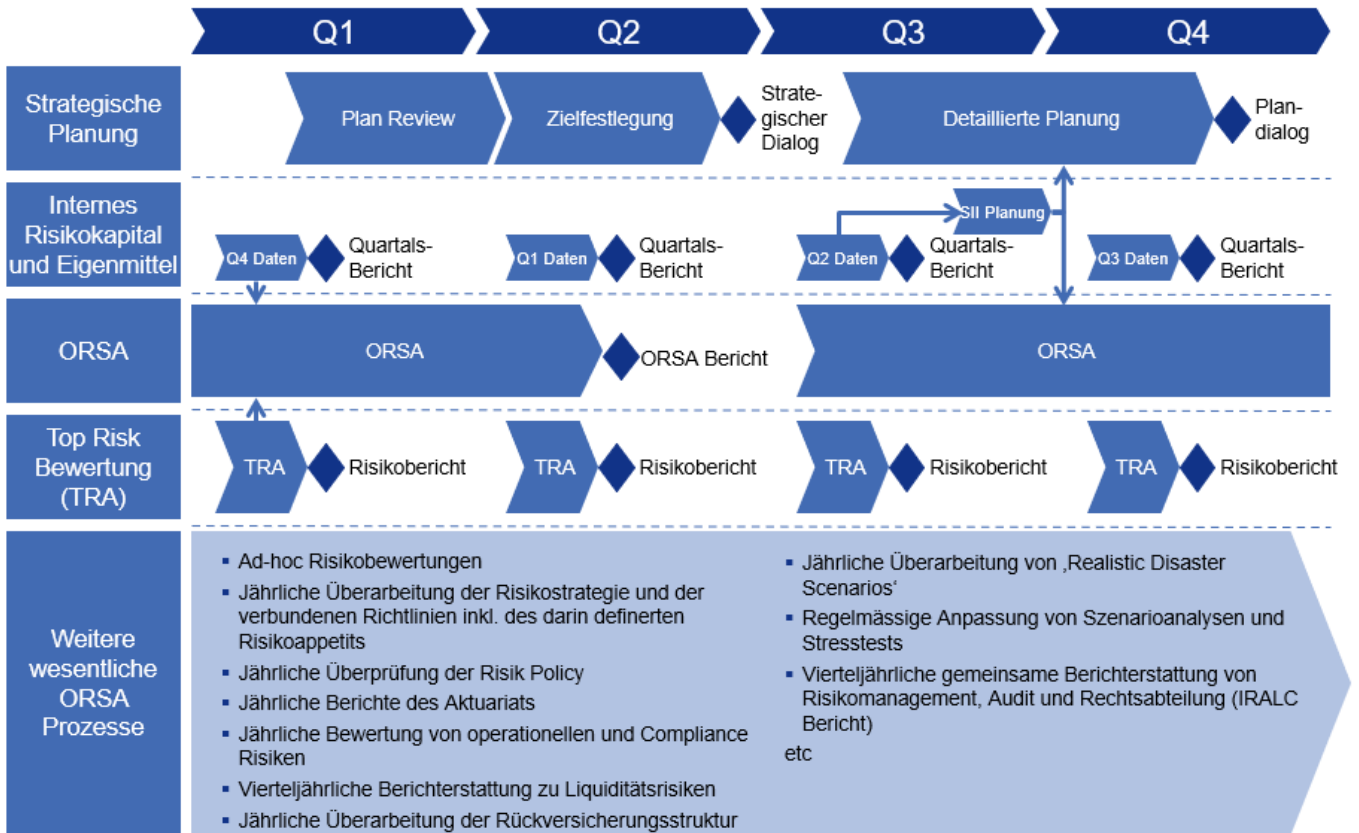 Q1
Q2
Q3
Q4
Strategische
Planung
Plan Review
Zielfestlegung
Strate-
gischer
Dialog
Detaillierte Planung
Plan-
dialog
Internes
Risikokapital
und Eigenmittel
Q4 Daten
Quartals-
Bericht
Q1 Daten
Quartals-
Bericht
SII Planung
Q2 Daten
Quartals-
Bericht
Q3 Daten
Quartals-
Bericht
ORSA
ORSA
ORSA Bericht
ORSA
Top Risk
Bewertung
(TRA)
TRA
Risikobericht
TRA
Risikobericht
TRA
Risikobericht
TRA
Risikobericht
Weitere
wesentliche
ORSA
Prozesse
▪ Ad-hoc Risikobewertungen
▪ Jährliche Überarbeitung der Risikostrategie und der
verbundenen Richtlinien inkl. des darin definierten
Risikoappetits
▪ Jährliche Überprüfung der Risik Policy
▪ Jährliche Berichte des Aktuariats
▪ Jährliche Bewertung von operationellen und Compliance
Risiken
▪ Vierteljährliche Berichterstattung zu Liquiditätsrisiken
▪ Jährliche Überarbeitung der Rückversicherungsstruktur
▪ Jährliche Überarbeitung von ‚Realistic Disaster
Scenarios‘
▪ Regelmässige Anpassung von Szenarioanalysen und
Stresstests
▪ Vierteljährliche gemeinsame Berichterstattung von
Risikomanagement, Audit und Rechtsabteilung (IRALC
Bericht)
etc